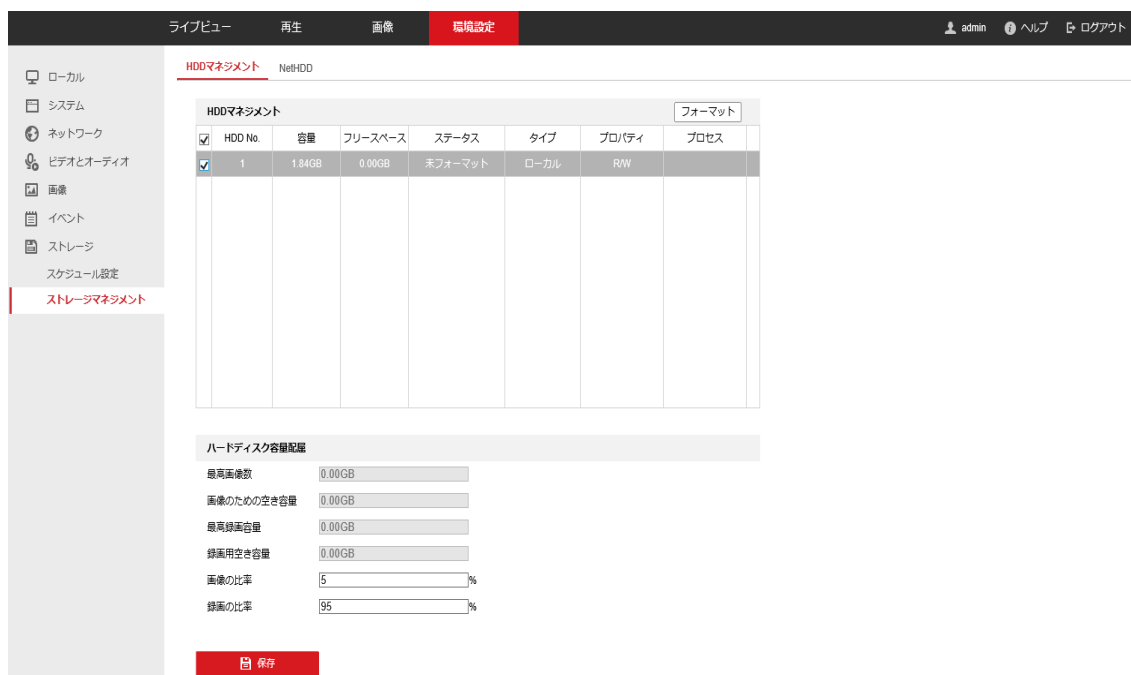 ライブビュー 再生 画像 環境設定 admin ヘルプ ログアウト
HDDマネジメント NetHDD
ローカル
システム
ネットワーク
ビデオとオーディオ
画像
イベント
ストレージ
スケジュール設定
ストレージマネジメント
HDDマネジメント フォーマット
HDD No. 容量 フリースペース ステータス タイプ プロパティ プロセス
1 1.84GB 0.00GB 未フォーマット ローカル R/W
ハードディスク容量配屋
最高画像数 0.00GB
画像のための空き容量 0.00GB
最高録画容量 0.00GB
録画用空き容量 0.00GB
画像の比率 5 %
録画の比率 95 %
保存